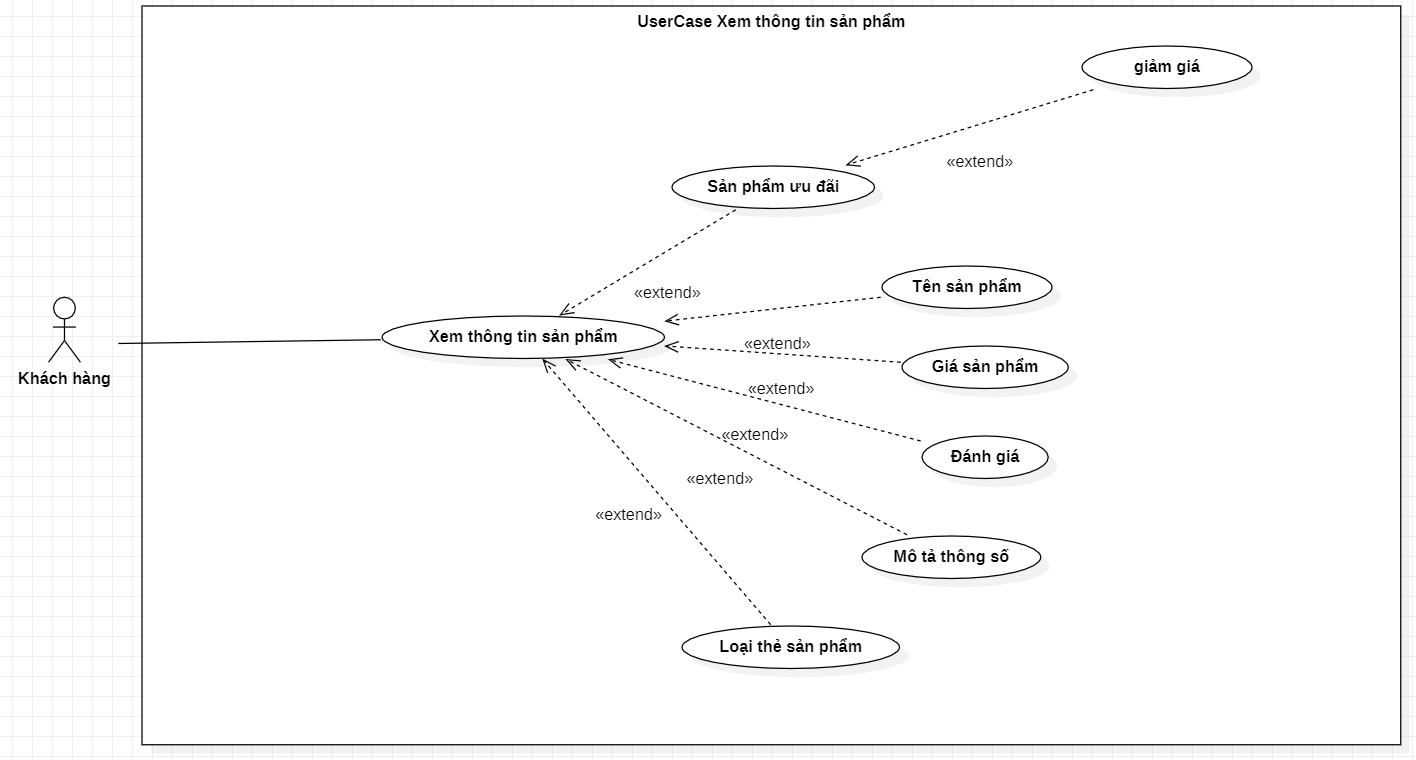 UserCase Xem thông tin sản phẩm
giảm giá
«extend»
Sản phẩm ưu đãi
«extend»
Tên sản phẩm
Xem thông tin sản phẩm
«extend»
Giá sản phẩm
Khách hàng
«extend»
«extend»
Đánh giá
«extend»
«extend»
Mô tả thông số
Loại thẻ sản phẩm